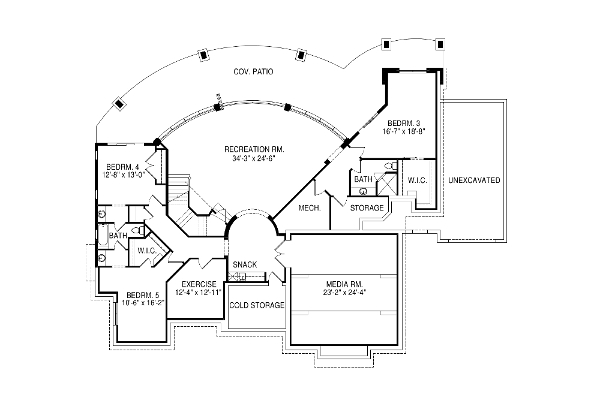 COV. PATIO
BEDRM. 3
16'-7" x 18'-8"
RECREATION RM.
34'-3" x 24'-6"
BEDRM. 4
12'-8" x 13'-0"
BATH
W.I.C.
UNEXCAVATED
MECH.
STORAGE
BATH
W.I.C.
SNACK
EXERCISE
12'-4" x 12'-11"
MEDIA RM.
23'-2" x 24'-4"
BEDRM. 5
10'-6" x 16'-2"
COLD STORAGE